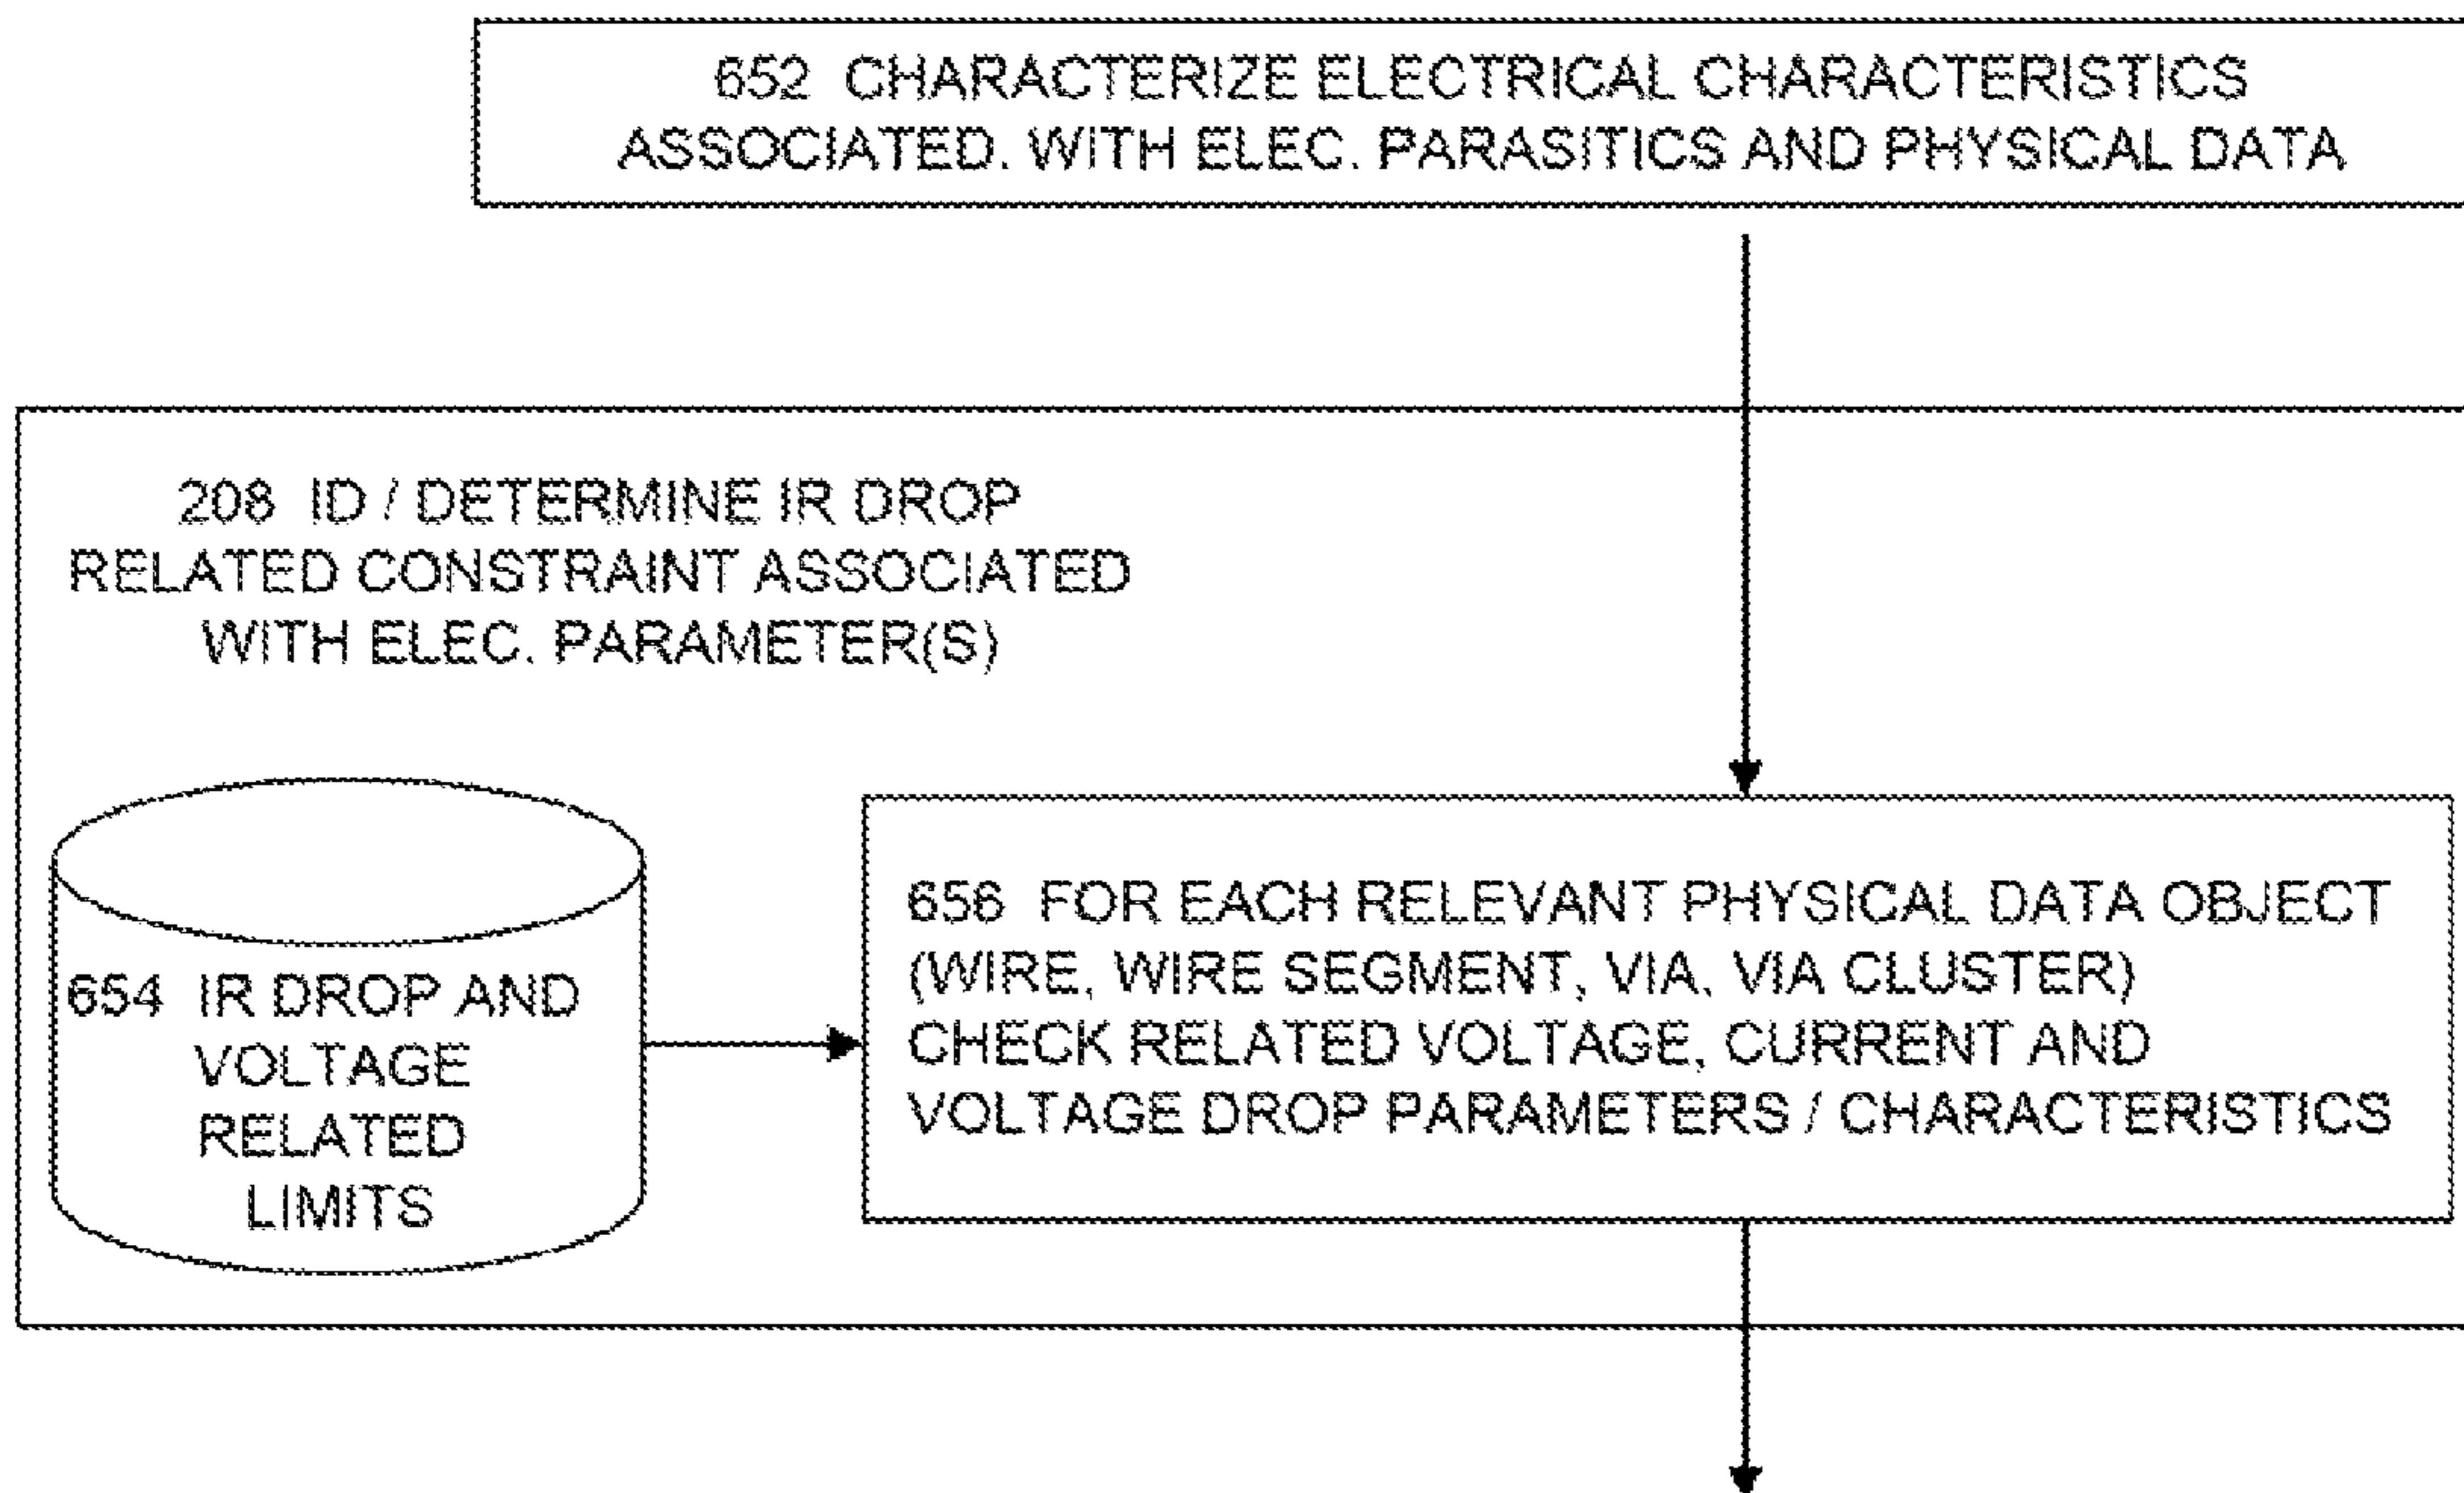 652 CHARACTERIZE ELECTRICAL CHARACTERISTICS
ASSOCIATED. WITH ELEC. PARASITICS AND PHYSICAL DATA
208 ID / DETERMINE IR DROP
RELATED CONSTRAINT ASSOCIATED
WITH ELEC. PARAMETER(S)
654 IR DROP AND
VOLTAGE
RELATED
LIMITS
656 FOR EACH RELEVANT PHYSICAL DATA OBJECT
(WIRE, WIRE SEGMENT, VIA, VIA CLUSTER)
CHECK RELATED VOLTAGE, CURRENT AND
VOLTAGE DROP PARAMETERS / CHARACTERISTICS